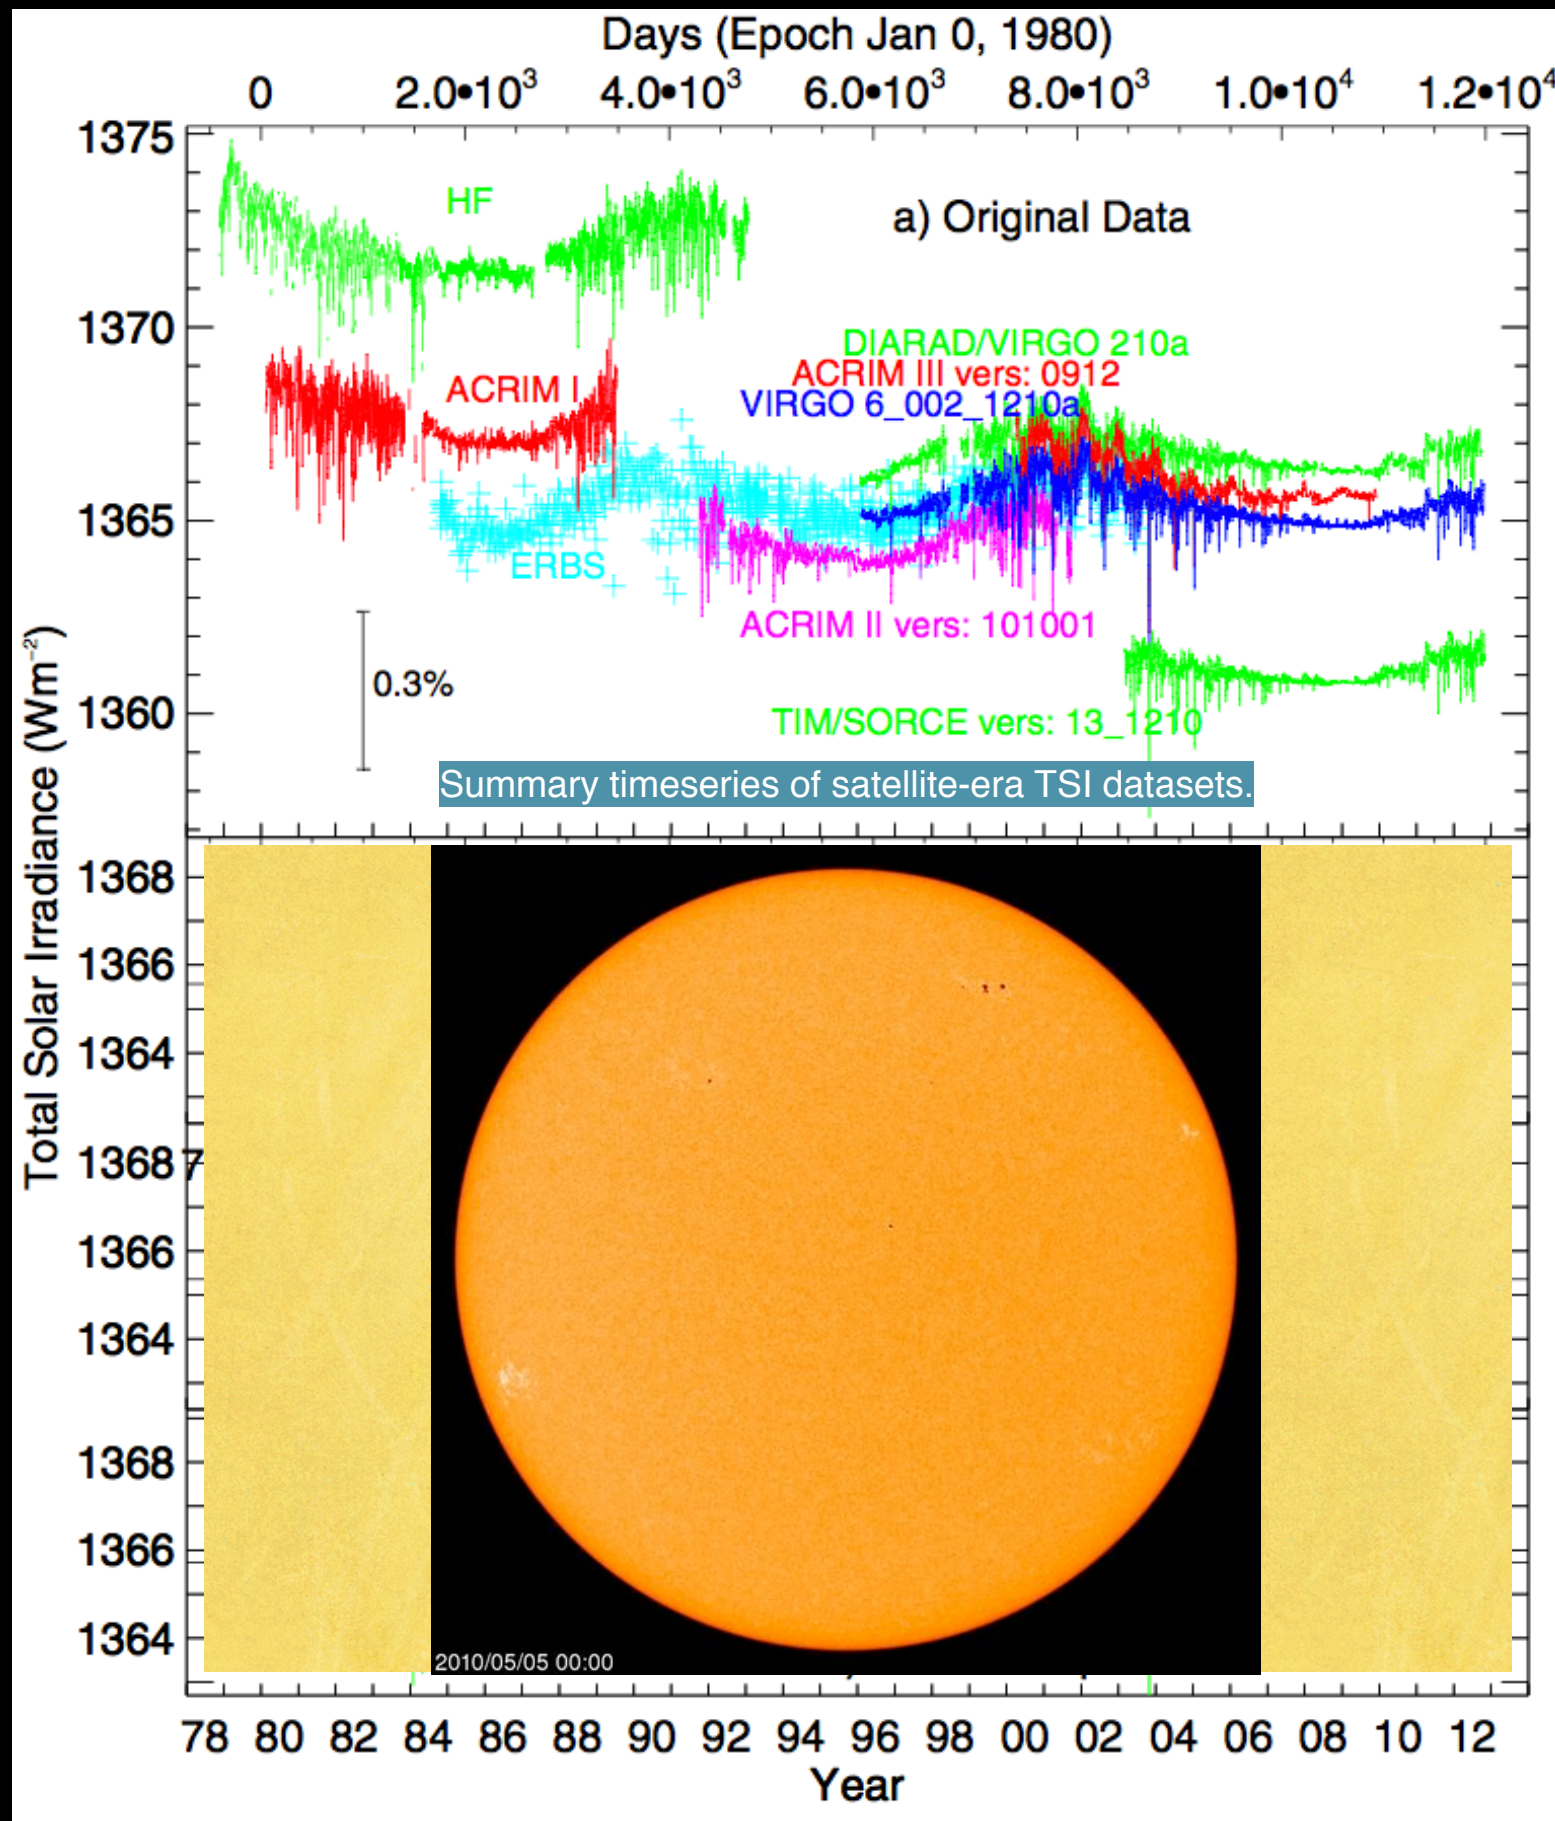 Days (Epoch Jan 0, 1980)
0 2.0•10³ 4.0•10³ 6.0•10³ 8.0•10³ 1.0•10⁴ 1.2•10⁴
1375
HF
a) Original Data
1370
DIARAD/VIRGO 210a
ACRIM III vers: 0912
ACRIM I
VIRGO 6_002_1210a
1365
ERBS
ACRIM II vers: 101001
0.3%
1360
TIM/SORCE vers: 13_1210
Summary timeseries of satellite-era TSI datasets.
Total Solar Irradiance (Wm⁻²)
1368
1366
1364
1368
1366
1364
1368
1366
1364
2010/05/05 00:00
78 80 82 84 86 88 90 92 94 96 98 00 02 04 06 08 10 12
Year